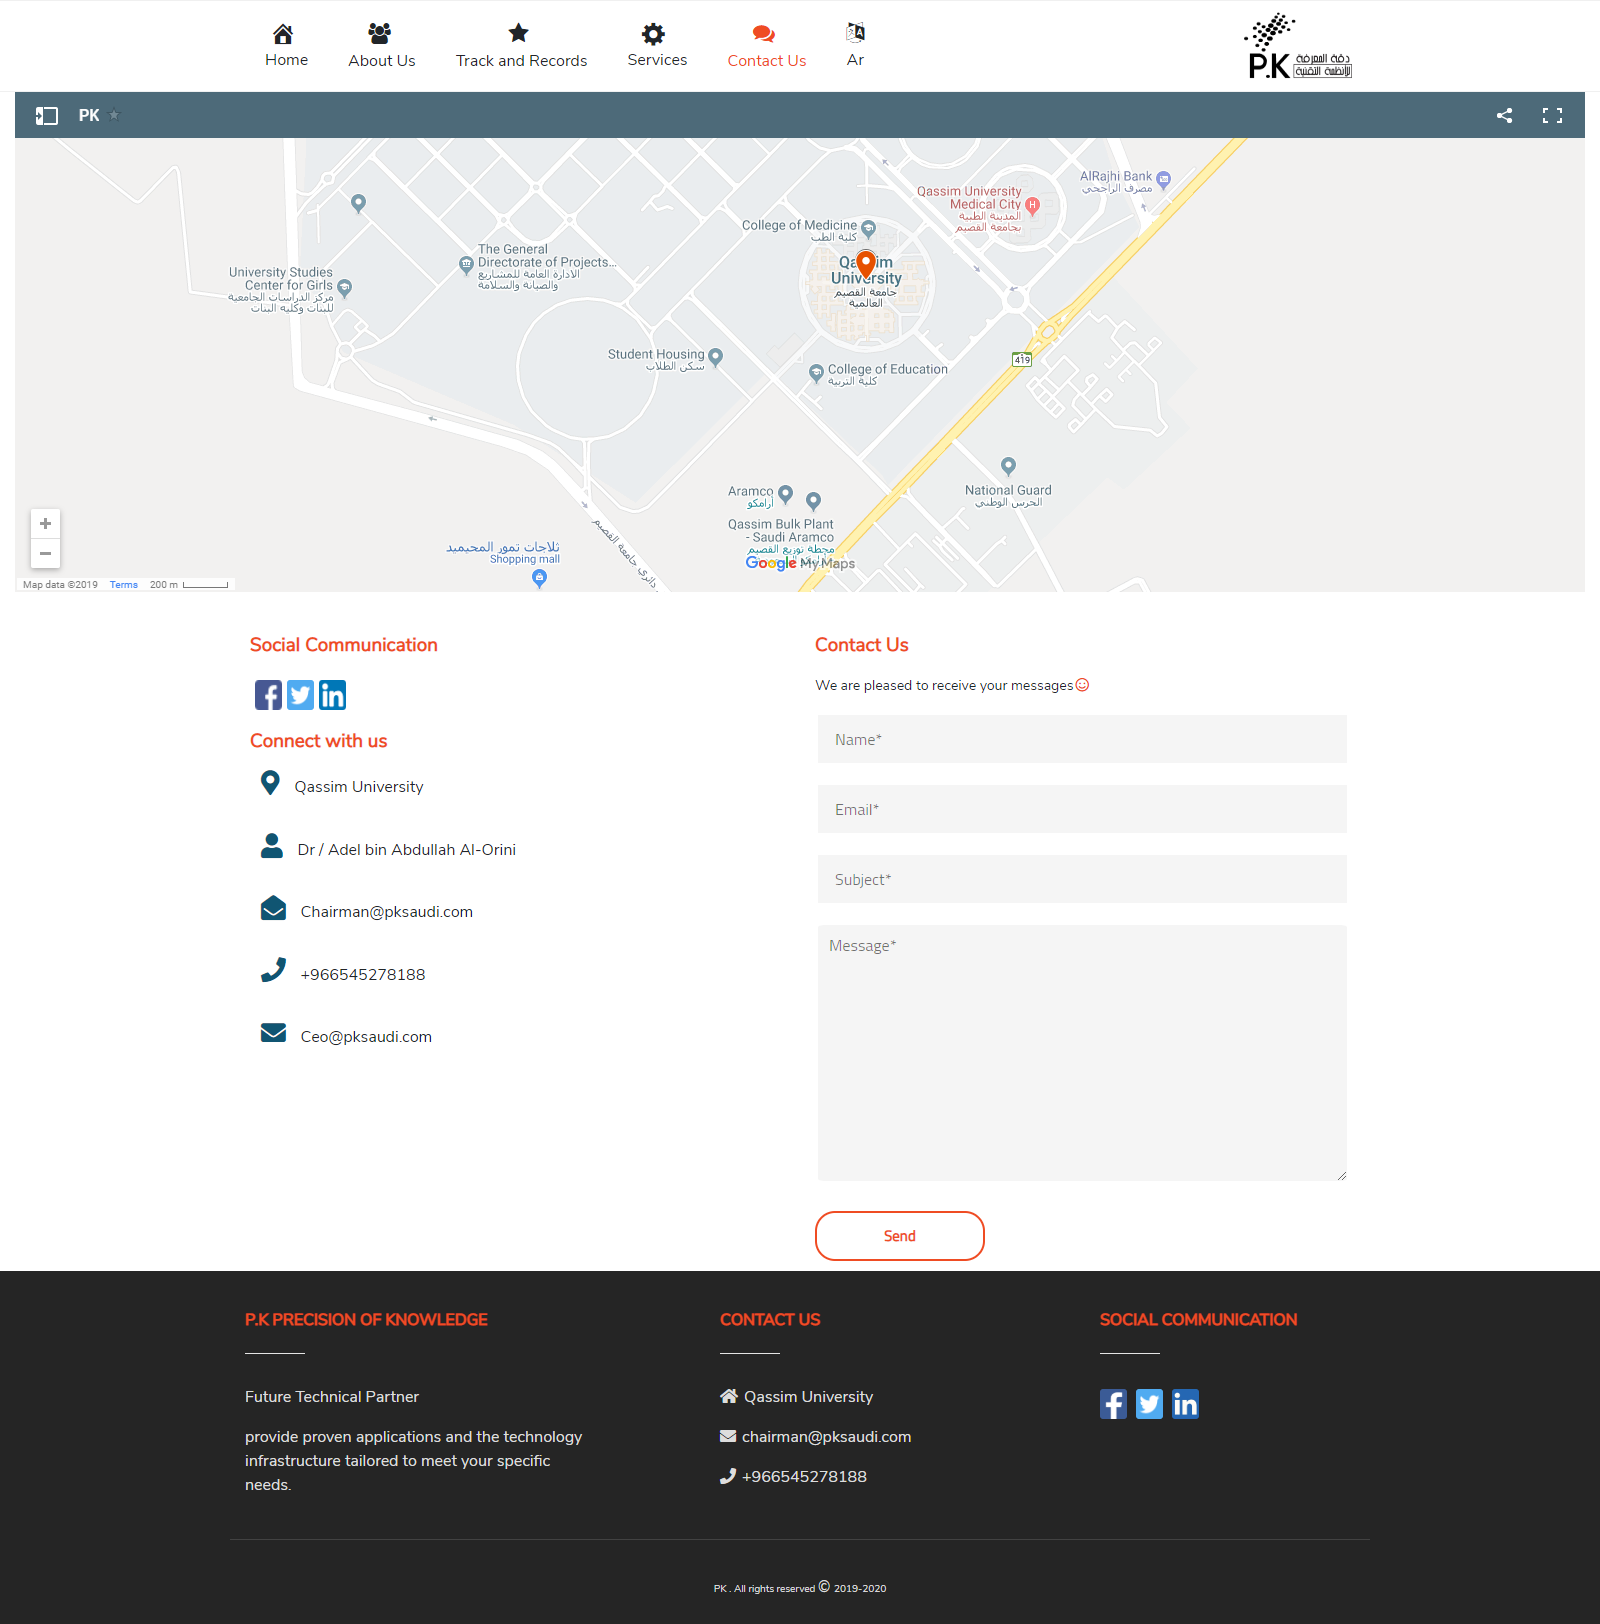 Home
About Us
Track and Records
Services
Contact Us
Ar
P.K
دقة المعرفة
للأنظمة التقنية
PK
AlRajhi Bank
مصرف الراجحي
Qassim University
Medical City
المدينة الطبية
بجامعة القصيم
H
College of Medicine
كلية الطب
The General
Directorate of Projects...
الادارة العامة للمشاريع
والصيانة والسلامة
University Studies
Center for Girls
مركز الدراسات الجامعية
للبنات وكلية البنات
University
جامعة القصيم
العالمية
Student Housing
سكن الطلاب
College of Education
كلية التربية
419
National Guard
الحرس الوطني
Aramco
أرامكو
Qassim Bulk Plant
- Saudi Aramco
محطة توزيع القصيم
ثلاجات تمور المحيميد
Shopping mall
دائري جامعة القصيم
Google My Maps
Map data ©2019
Terms
200 m
Social Communication
Connect with us
Qassim University
Dr / Adel bin Abdullah Al-Orini
Chairman@pksaudi.com
+966545278188
Ceo@pksaudi.com
Contact Us
We are pleased to receive your messages
Name*
Email*
Subject*
Message*
Send
P.K PRECISION OF KNOWLEDGE
Future Technical Partner
provide proven applications and the technology
infrastructure tailored to meet your specific
needs.
CONTACT US
Qassim University
chairman@pksaudi.com
+966545278188
SOCIAL COMMUNICATION
PK . All rights reserved © 2019-2020